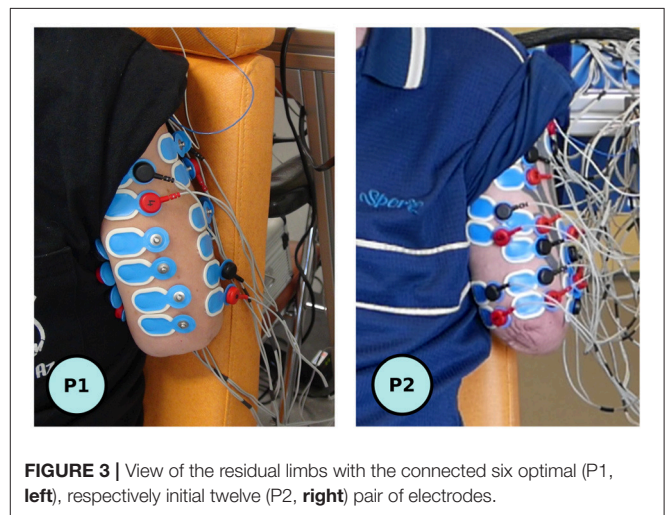 P1
P2
Sport
FIGURE 3 | View of the residual limbs with the connected six optimal (P1,
left), respectively initial twelve (P2, right) pair of electrodes.